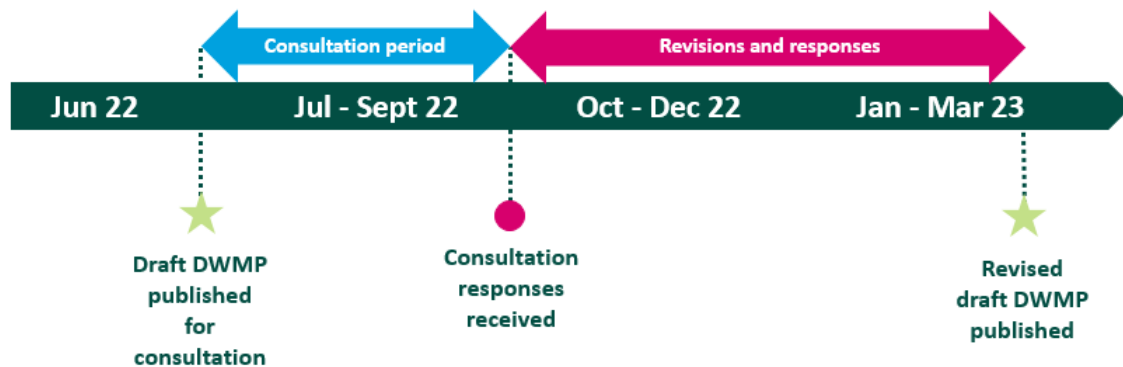 Consultation period
Revisions and responses
Jun 22
Jul - Sept 22
Oct - Dec 22
Jan - Mar 23
Draft DWMP
published
for
consultation
Consultation
responses
received
Revised
draft DWMP
published